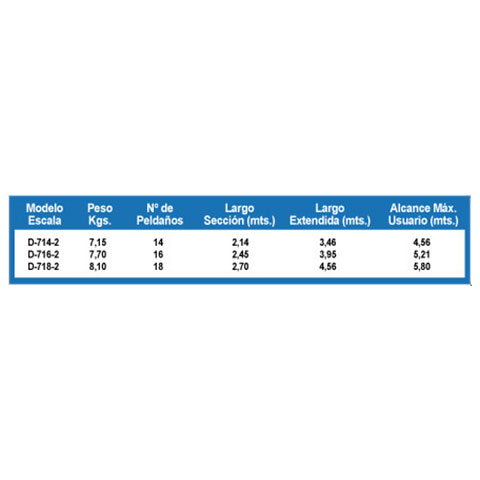 Modelo Escala Peso Kgs. Nº de Peldaños Largo Sección (mts.) Largo Extendida (mts.) Alcance Máx. Usuario (mts.)
D-714-2 7,15 14 2,14 3,46 4,56
D-716-2 7,70 16 2,45 3,95 5,21
D-718-2 8,10 18 2,70 4,56 5,80